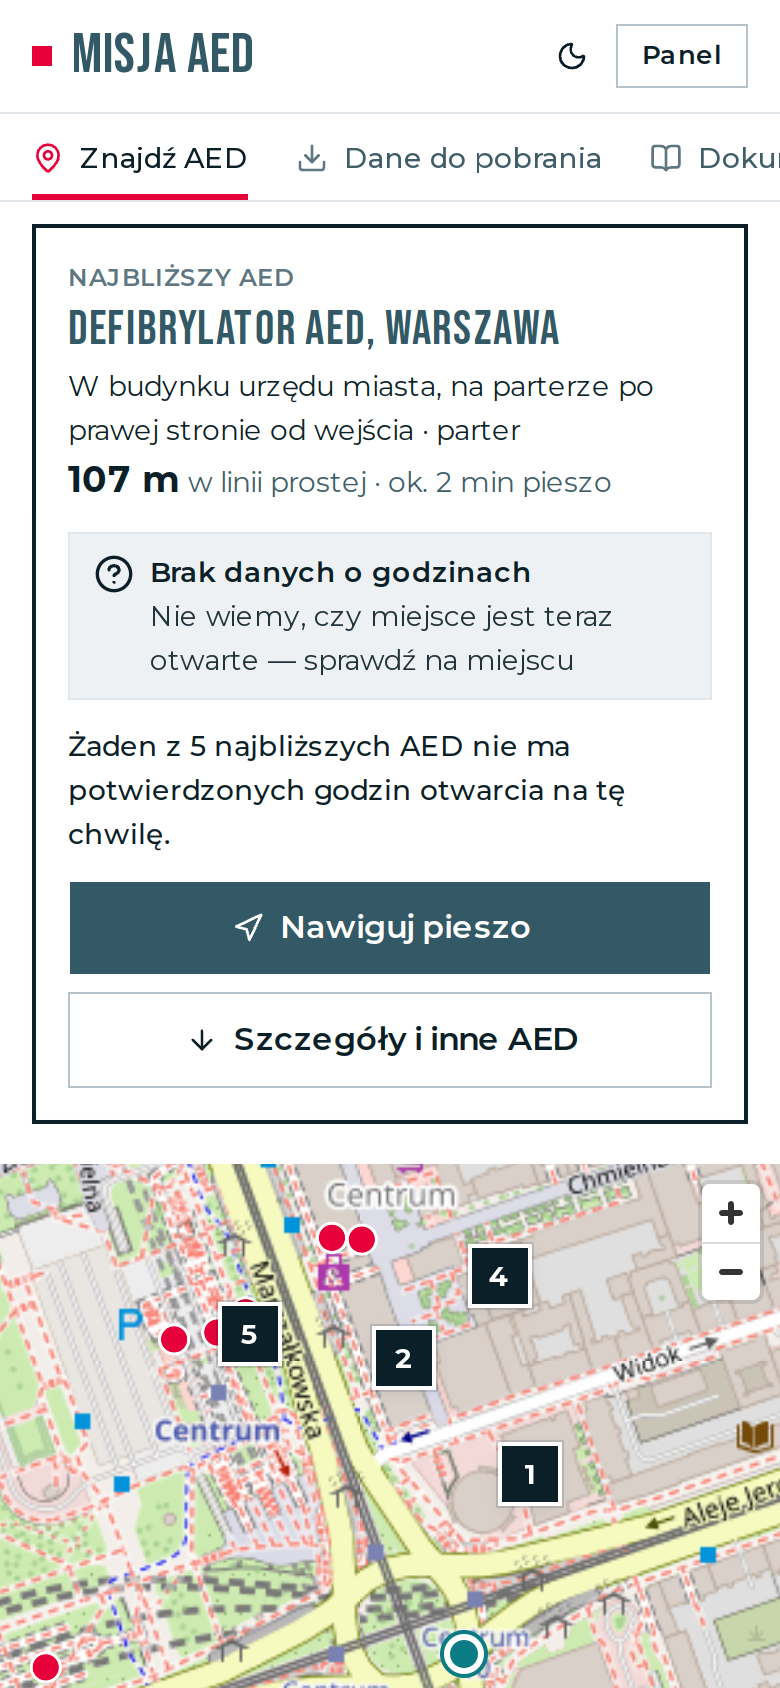 MISJA AED
Panel
Znajdź AED
Dane do pobrania
NAJBLIŻSZY AED
DEFIBRYLATOR AED, WARSZAWA
W budynku urzędu miasta, na parterze po
prawej stronie od wejścia · parter
107 m w linii prostej · ok. 2 min pieszo
Brak danych o godzinach
Nie wiemy, czy miejsce jest teraz
otwarte — sprawdź na miejscu
Żaden z 5 najbliższych AED nie ma
potwierdzonych godzin otwarcia na tę
chwilę.
Nawiguj pieszo
Szczegóły i inne AED
Centrum
+
4
−
P
5
2
Widok
Centrum
1
Aleje